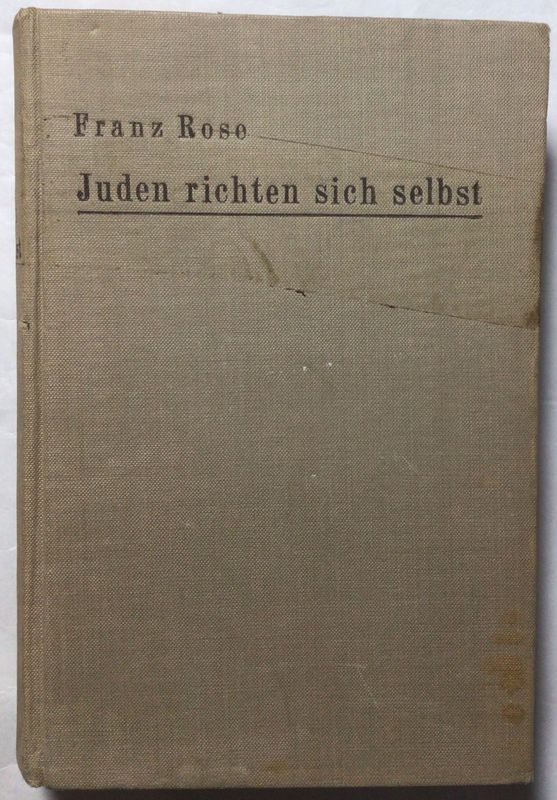 Franz Rose
Juden richten sich selbst